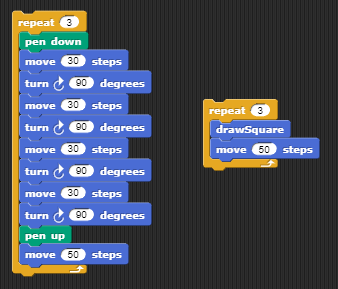 repeat 3
pen down
move 30 steps
turn 90 degrees
move 30 steps
turn 90 degrees
move 30 steps
turn 90 degrees
move 30 steps
turn 90 degrees
pen up
move 50 steps
repeat 3
drawSquare
move 50 steps